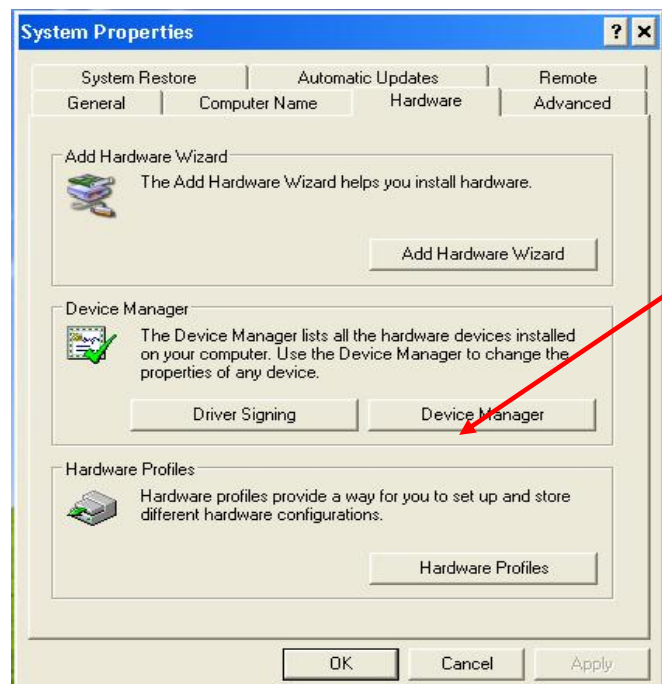 System Properties
System Restore Automatic Updates Remote
General Computer Name Hardware Advanced
Add Hardware Wizard
The Add Hardware Wizard helps you install hardware.
Add Hardware Wizard
Device Manager
The Device Manager lists all the hardware devices installed
on your computer. Use the Device Manager to change the
properties of any device.
Driver Signing Device Manager
Hardware Profiles
Hardware profiles provide a way for you to set up and store
different hardware configurations.
Hardware Profiles
OK Cancel Apply